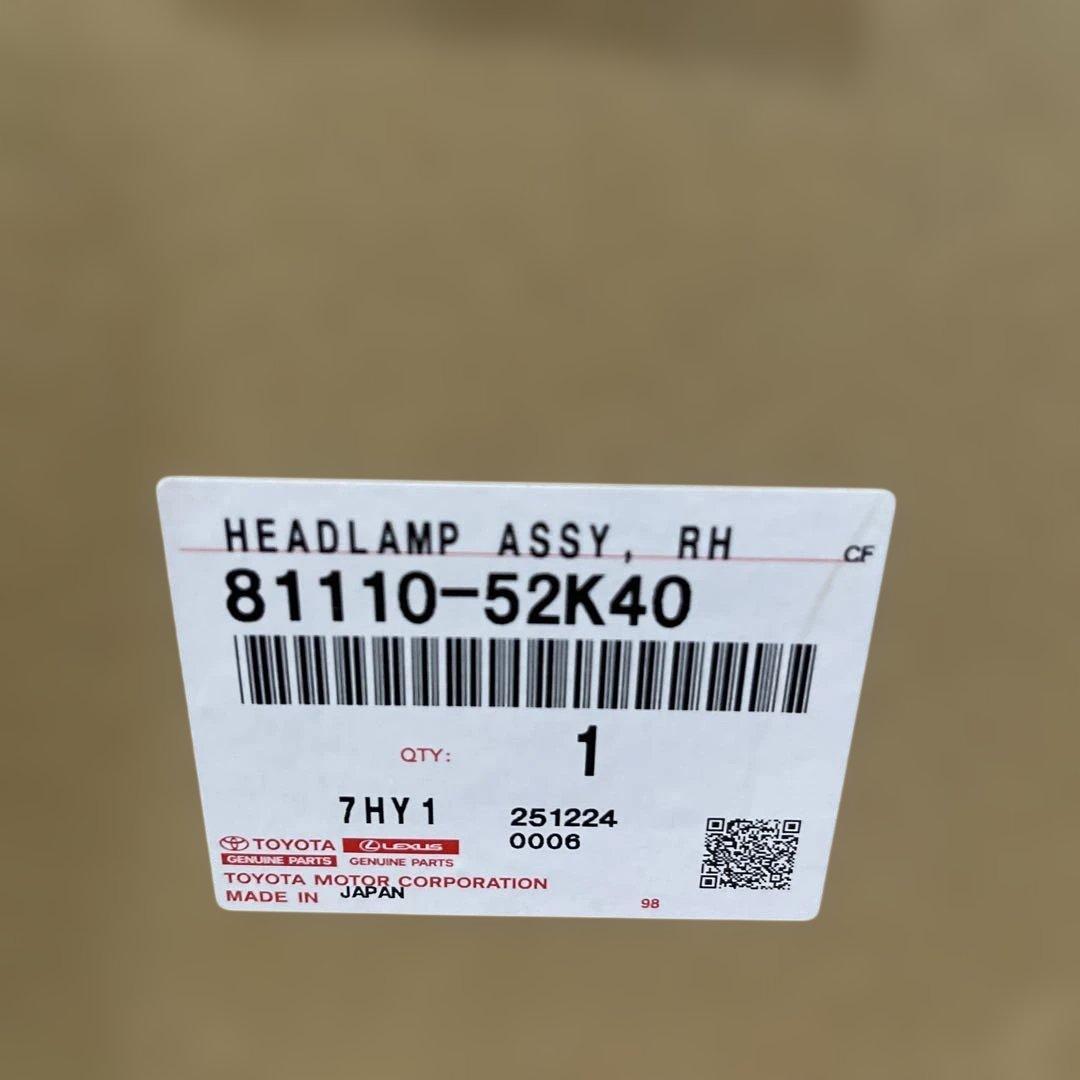 HEADLAMP ASSY, RH
CF
81110-52K40
QTY: 1
7HY1
251224
0006
TOYOTA LEXUS
GENUINE PARTS GENUINE PARTS
TOYOTA MOTOR CORPORATION
MADE IN JAPAN
98